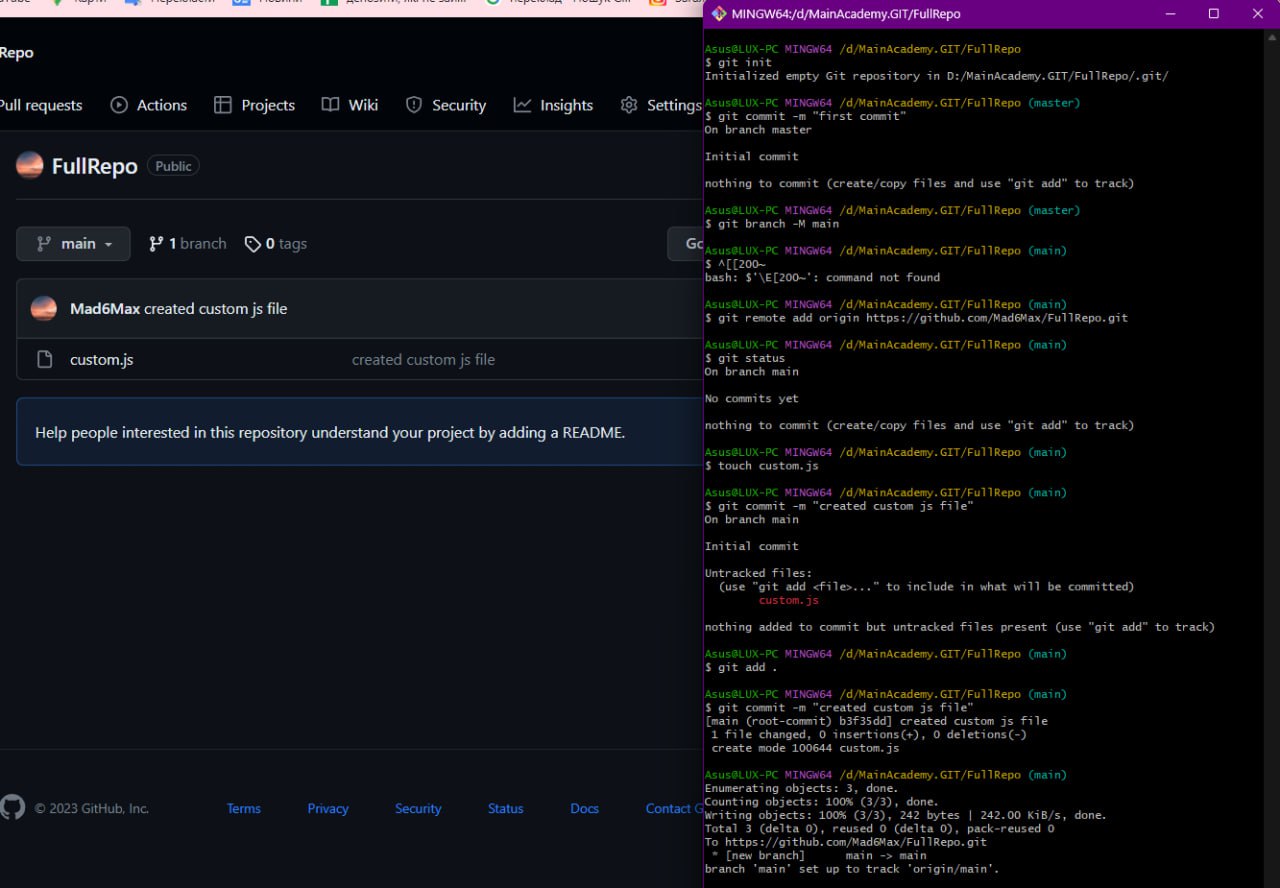 Repo
Pull requests
Actions
Projects
Wiki
Security
Insights
Settings
FullRepo
Public
main
1 branch
0 tags
Mad6Max created custom js file
custom.js
created custom js file
Help people interested in this repository understand your project by adding a README.
© 2023 GitHub, Inc.
Terms
Privacy
Security
Status
Docs
Contact G
MINGW64:/d/MainAcademy.GIT/FullRepo
Asus@LUX-PC MINGW64 /d/MainAcademy.GIT/FullRepo
$ git init
Initialized empty Git repository in D:/MainAcademy.GIT/FullRepo/.git/
Asus@LUX-PC MINGW64 /d/MainAcademy.GIT/FullRepo (master)
$ git commit -m "first commit"
On branch master
Initial commit
nothing to commit (create/copy files and use "git add" to track)
Asus@LUX-PC MINGW64 /d/MainAcademy.GIT/FullRepo (master)
$ git branch -M main
Asus@LUX-PC MINGW64 /d/MainAcademy.GIT/FullRepo (main)
$ ^[[200~
bash: $'\E[200~': command not found
Asus@LUX-PC MINGW64 /d/MainAcademy.GIT/FullRepo (main)
$ git remote add origin https://github.com/Mad6Max/FullRepo.git
Asus@LUX-PC MINGW64 /d/MainAcademy.GIT/FullRepo (main)
$ git status
On branch main
No commits yet
nothing to commit (create/copy files and use "git add" to track)
Asus@LUX-PC MINGW64 /d/MainAcademy.GIT/FullRepo (main)
$ touch custom.js
Asus@LUX-PC MINGW64 /d/MainAcademy.GIT/FullRepo (main)
$ git commit -m "created custom js file"
On branch main
Initial commit
Untracked files:
(use "git add <file>..." to include in what will be committed)
custom.js
nothing added to commit but untracked files present (use "git add" to track)
Asus@LUX-PC MINGW64 /d/MainAcademy.GIT/FullRepo (main)
$ git add .
Asus@LUX-PC MINGW64 /d/MainAcademy.GIT/FullRepo (main)
$ git commit -m "created custom js file"
[main (root-commit) b3f35dd] created custom js file
1 file changed, 0 insertions(+), 0 deletions(-)
create mode 100644 custom.js
Asus@LUX-PC MINGW64 /d/MainAcademy.GIT/FullRepo (main)
Enumerating objects: 3, done.
Counting objects: 100% (3/3), done.
Writing objects: 100% (3/3), 242 bytes | 242.00 KiB/s, done.
Total 3 (delta 0), reused 0 (delta 0), pack-reused 0
To https://github.com/Mad6Max/FullRepo.git
* [new branch] main -> main
branch 'main' set up to track 'origin/main'.